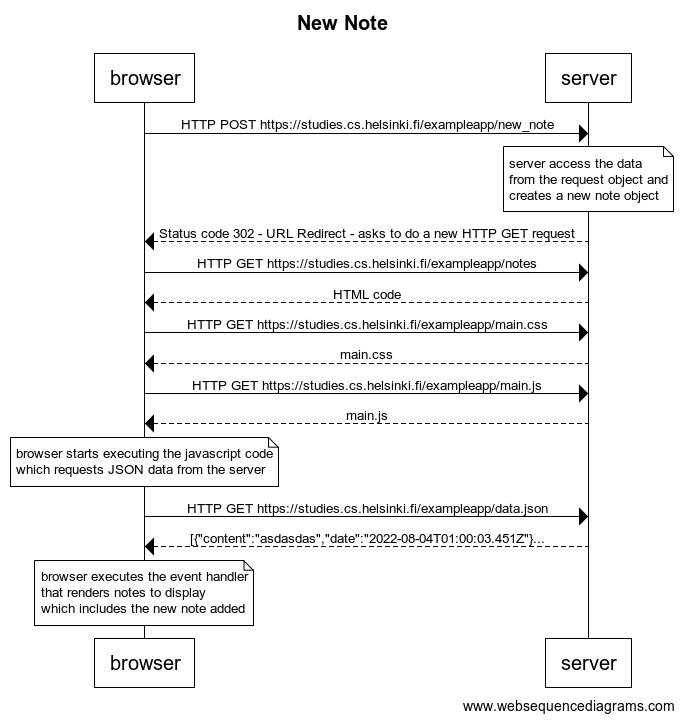 New Note
browser
server
HTTP POST https://studies.cs.helsinki.fi/exampleapp/new_note
server access the data
from the request object and
creates a new note object
Status code 302 - URL Redirect - asks to do a new HTTP GET request
HTTP GET https://studies.cs.helsinki.fi/exampleapp/notes
HTML code
HTTP GET https://studies.cs.helsinki.fi/exampleapp/main.css
main.css
HTTP GET https://studies.cs.helsinki.fi/exampleapp/main.js
main.js
browser starts executing the javascript code
which requests JSON data from the server
HTTP GET https://studies.cs.helsinki.fi/exampleapp/data.json
[{"content":"asdasdas","date":"2022-08-04T01:00:03.451Z"}...
browser executes the event handler
that renders notes to display
which includes the new note added
browser
server
www.websequencediagrams.com